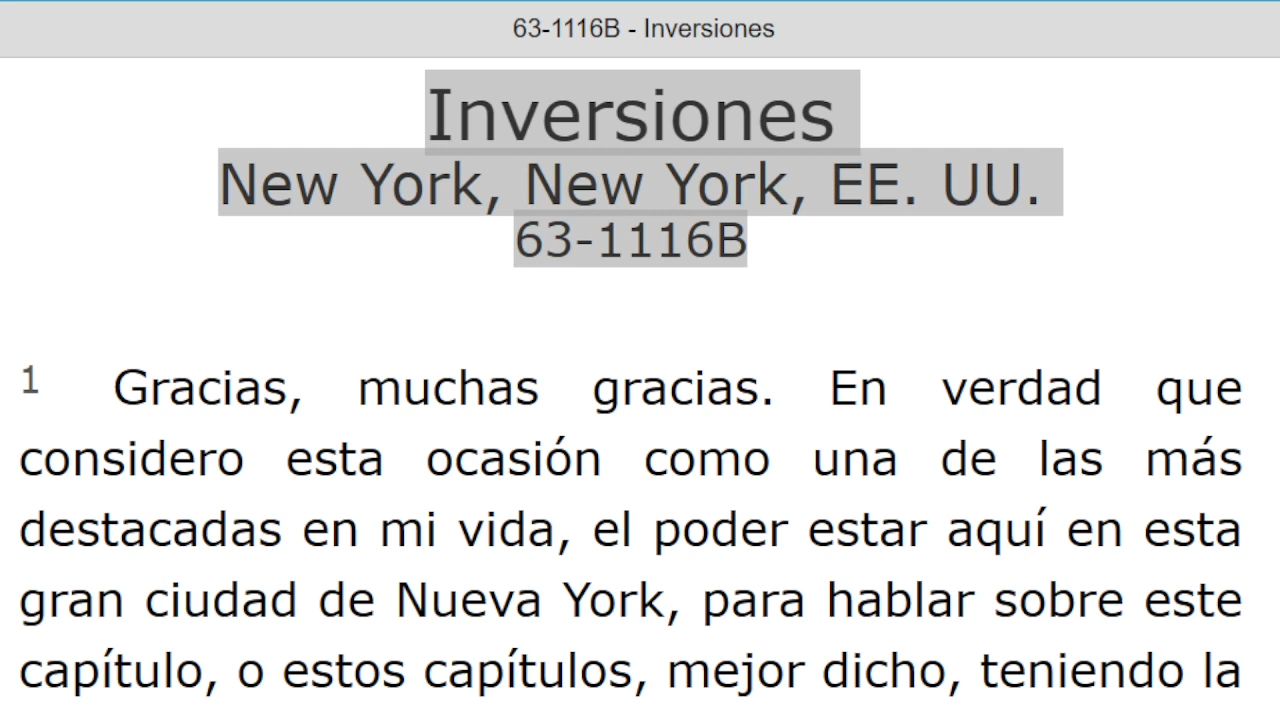 63-1116B - Inversiones
Inversiones
New York, New York, EE. UU.
63-1116B
1 Gracias, muchas gracias. En verdad que
considero esta ocasión como una de las más
destacadas en mi vida, el poder estar aquí en esta
gran ciudad de Nueva York, para hablar sobre este
capítulo, o estos capítulos, mejor dicho, teniendo la